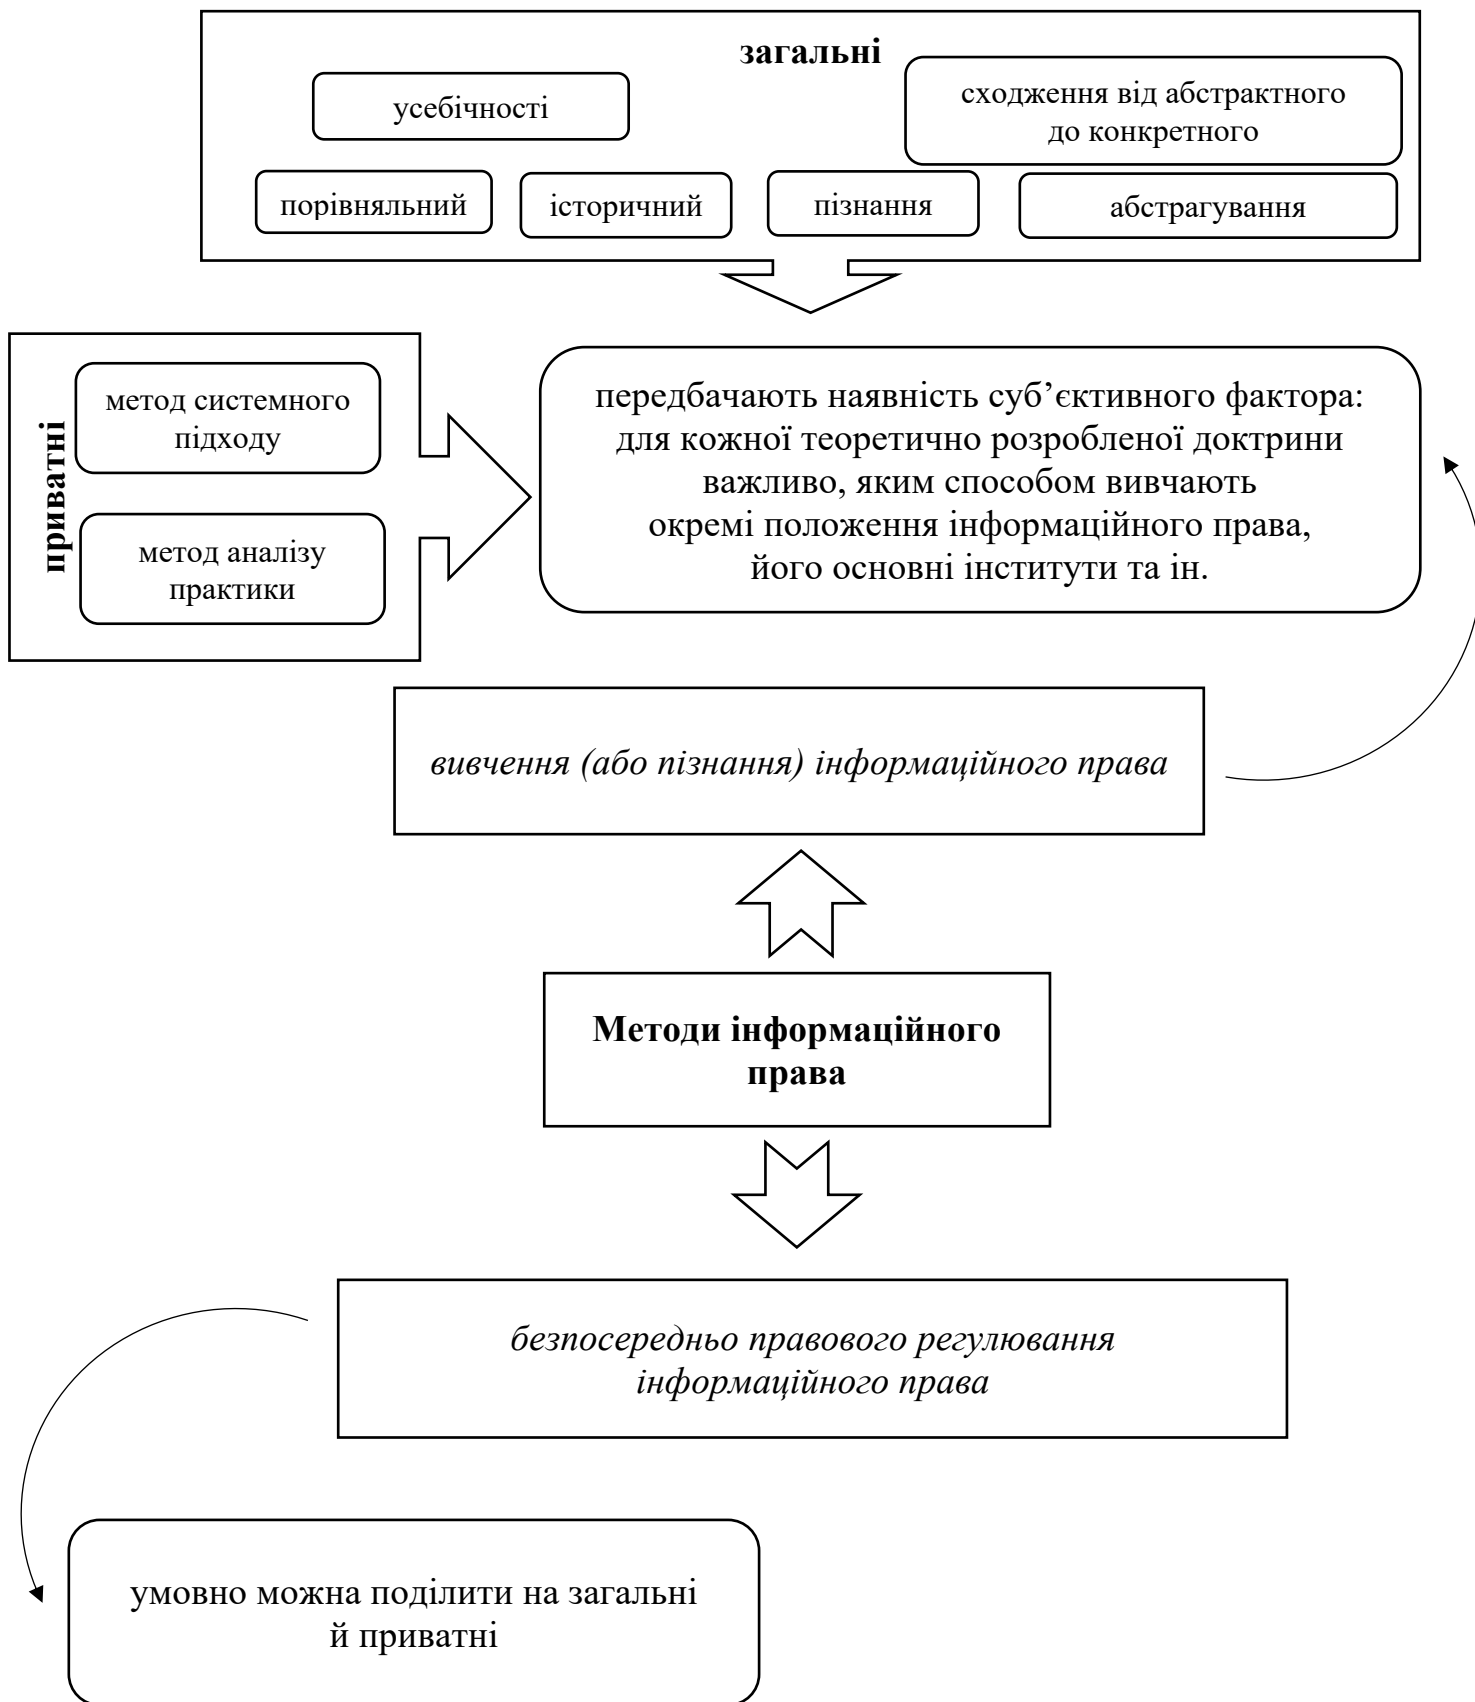 загальні
усебічності
сходження від абстрактного
до конкретного
порівняльний
історичний
пізнання
абстрагування
приватні
метод системного
підходу
метод аналізу
практики
передбачають наявність суб’єктивного фактора:
для кожної теоретично розробленої доктрини
важливо, яким способом вивчають
окремі положення інформаційного права,
його основні інститути та ін.
вивчення (або пізнання) інформаційного права
Методи інформаційного
права
безпосередньо правового регулювання
інформаційного права
умовно можна поділити на загальні
й приватні